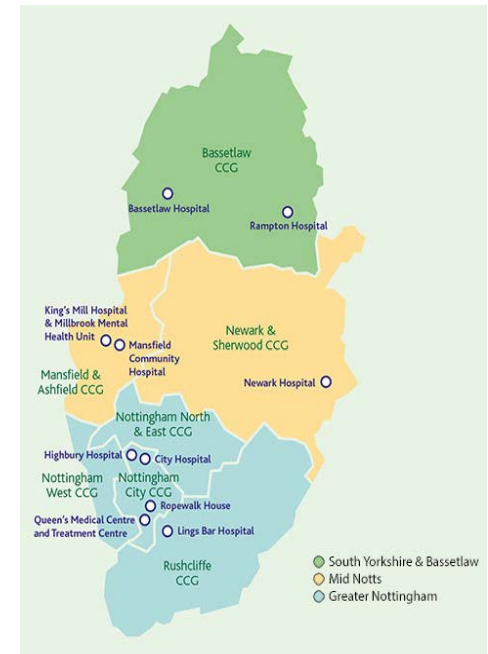 Bassetlaw
CCG
Bassetlaw Hospital
Rampton Hospital
King's Mill Hospital
& Millbrook Mental
Health Unit
Mansfield
Community
Hospital
Newark &
Sherwood CCG
Mansfield &
Ashfield CCG
Newark Hospital
Nottingham North
& East CCG
Highbury Hospital
City Hospital
Nottingham
West CCG
Nottingham
City CCG
Ropewalk House
Queen's Medical Centre
and Treatment Centre
Lings Bar Hospital
Rushcliffe
CCG
South Yorkshire & Bassetlaw
Mid Notts
Greater Nottingham